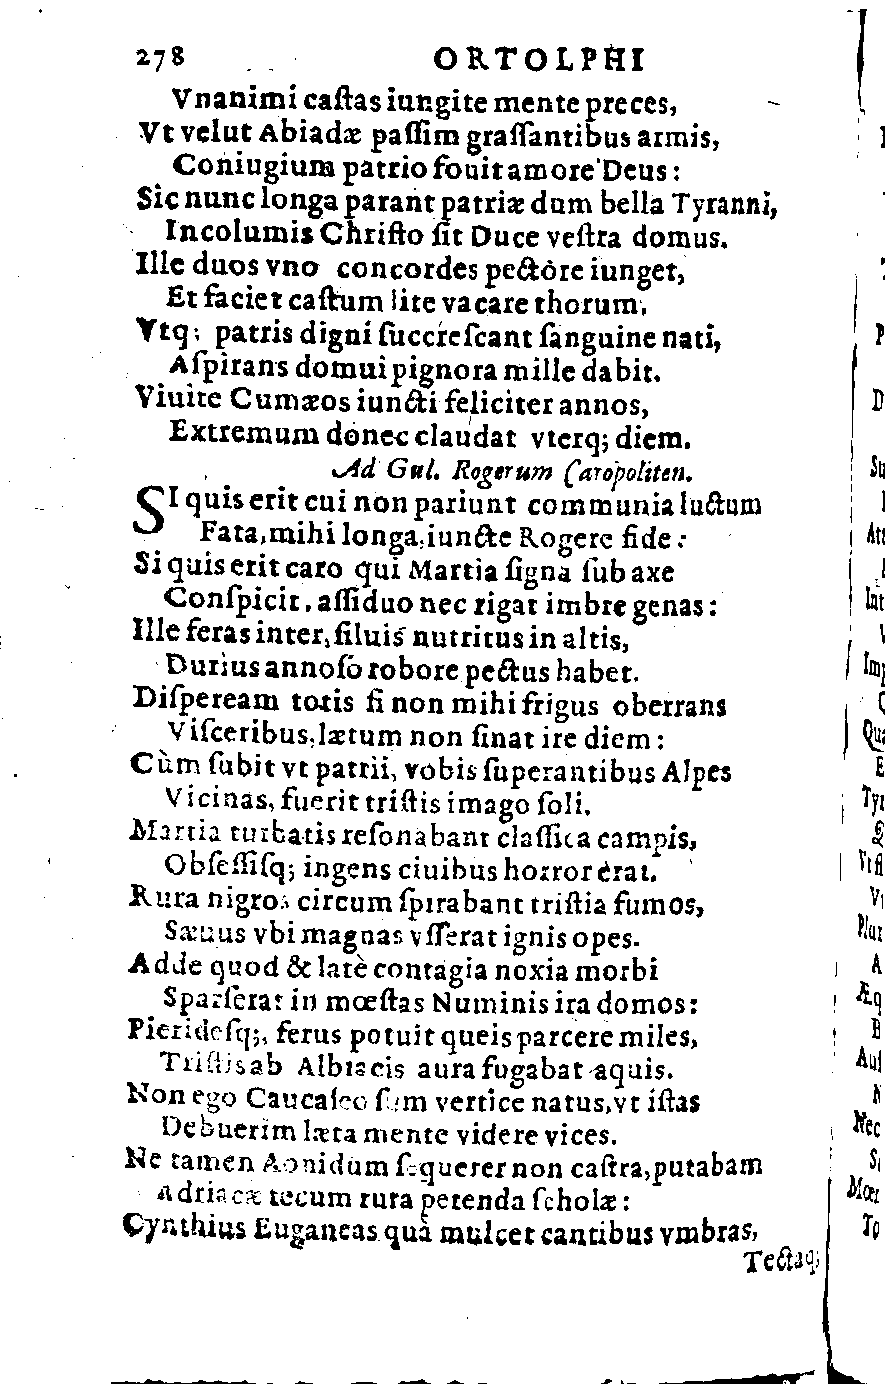 278 ORTOLPHI
Vnanimi caſtas iungite mente preces,
Vt velut Abiadæ paſſim graſſantibus armis,
Coniugium patrio fouit amore Deus:
Sic nunc longa parant patriæ dum bella Tyranni,
Incolumis Chriſto ſit Duce veſtra domus.
Ille duos vno concordes pectore iunget,
Et faciet caſtum lite vacare thorum.
Vtq; patris digni ſuccreſcant ſanguine nati,
Aſpirans domui pignora mille dabit.
Viuite Cumæos iuncti feliciter annos,
Extremum donec claudat vterq; diem.
Ad Gul. Rogerum Caropoliten.
SI quis erit cui non pariunt communia luctum
Fata, mihi longa, iuncte Rogere fide:
Si quis erit caro qui Martia ſigna ſub axe
Conſpicit, aſſiduo nec rigat imbre genas:
Ille feras inter, ſiluis nutritus in altis,
Durius annoſo robore pectus habet.
Diſpeream totis ſi non mihi frigus oberrans
Viſceribus, lætum non ſinat ire diem:
Cùm ſubit vt patrii, vobis ſuperantibus Alpes
Vicinas, fuerit triſtis imago ſoli.
Martia turbatis reſonabant claſſica campis,
Obſeſſiſq; ingens ciuibus horror erat.
Rura nigros circum ſpirabant triſtia fumos,
Sæuus vbi magnas vſſerat ignis opes.
Adde quod & latè contagia noxia morbi
Sparſerat in mœſtas Numinis ira domos:
Pierideſq;, ferus potuit queis parcere miles,
Triſtis ab Albiacis aura fugabat aquis.
Non ego Caucaſeo ſum vertice natus, vt iſtas
Debuerim læta mente videre vices.
Ne tamen Aonidum ſequerer non caſtra, putabam
Adriacæ tecum rura petenda ſcholæ:
Cynthius Euganeas quà mulcet cantibus vmbras,
Tectaq;